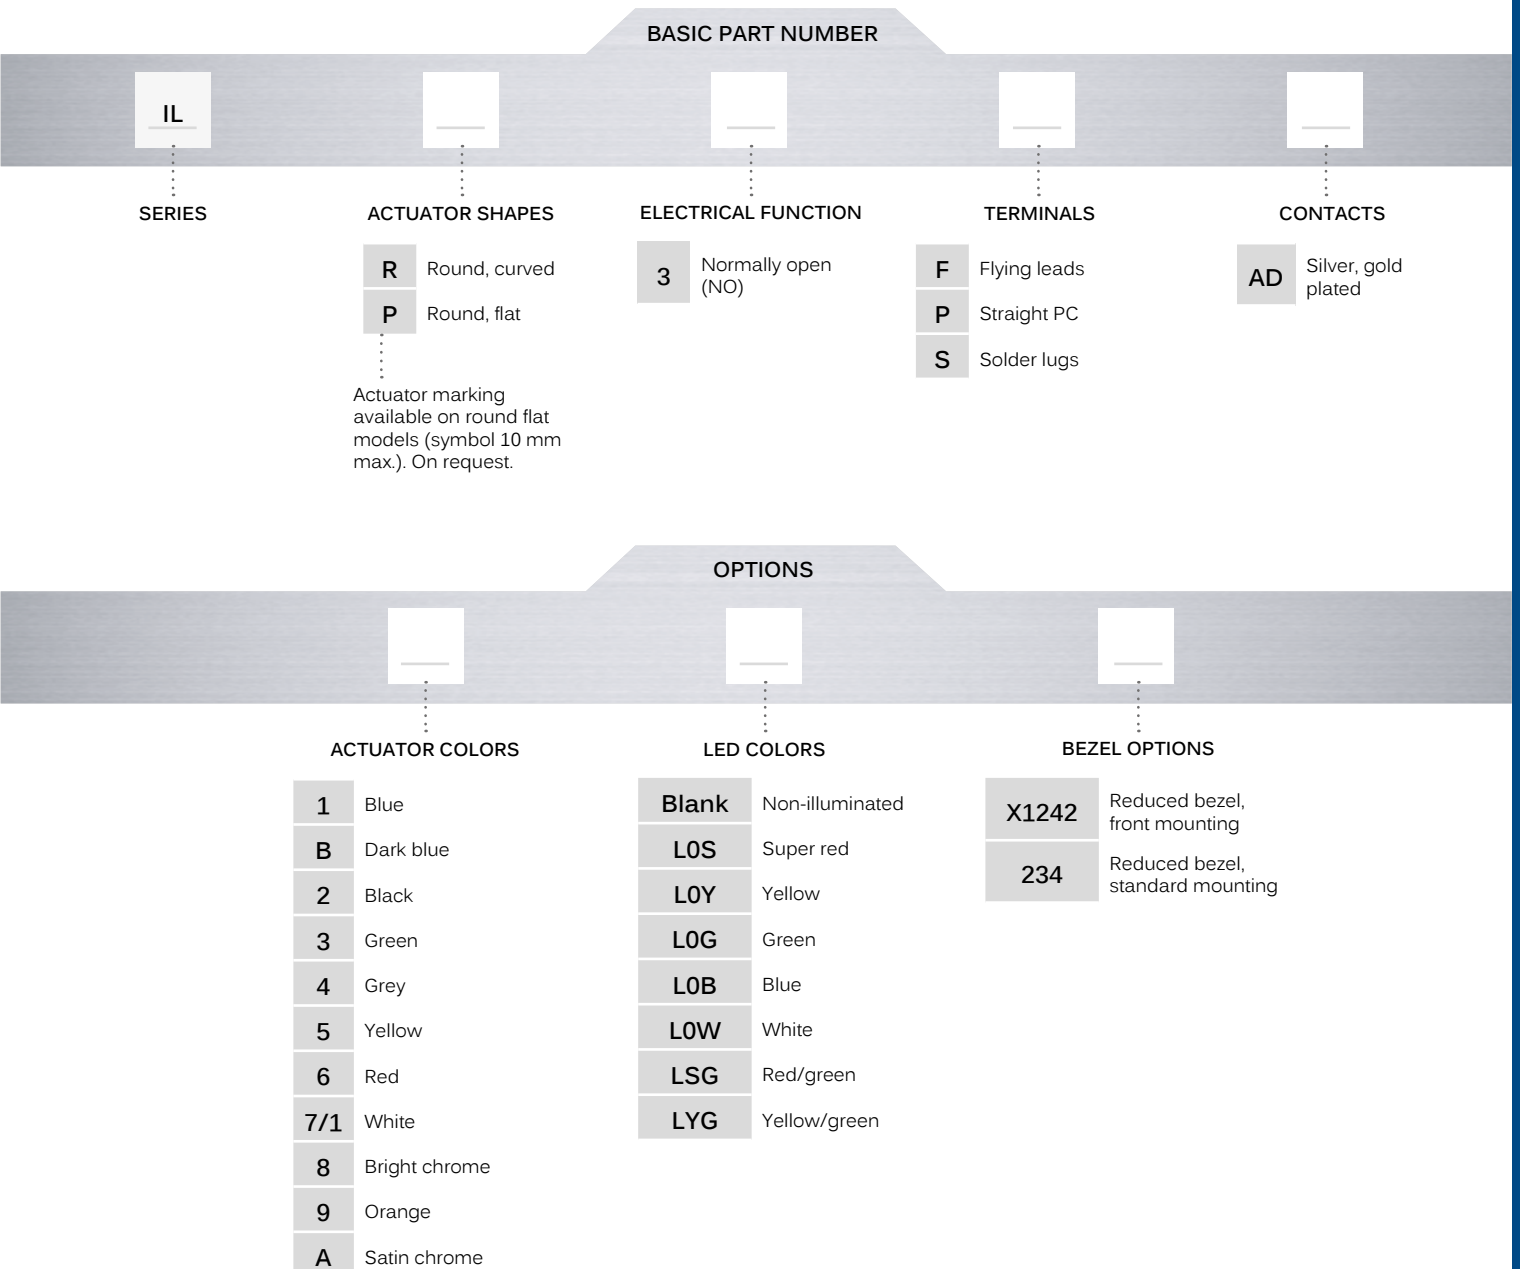 BASIC PART NUMBER
IL
SERIES
ACTUATOR SHAPES
R Round, curved
P Round, flat
Actuator marking
available on round flat
models (symbol 10 mm
max.). On request.
ELECTRICAL FUNCTION
3 Normally open
(NO)
TERMINALS
F Flying leads
P Straight PC
S Solder lugs
CONTACTS
AD Silver, gold
plated
OPTIONS
ACTUATOR COLORS
1 Blue
B Dark blue
2 Black
3 Green
4 Grey
5 Yellow
6 Red
7/1 White
8 Bright chrome
9 Orange
A Satin chrome
LED COLORS
Blank Non-illuminated
L0S Super red
L0Y Yellow
L0G Green
L0B Blue
L0W White
LSG Red/green
LYG Yellow/green
BEZEL OPTIONS
X1242 Reduced bezel,
front mounting
234 Reduced bezel,
standard mounting